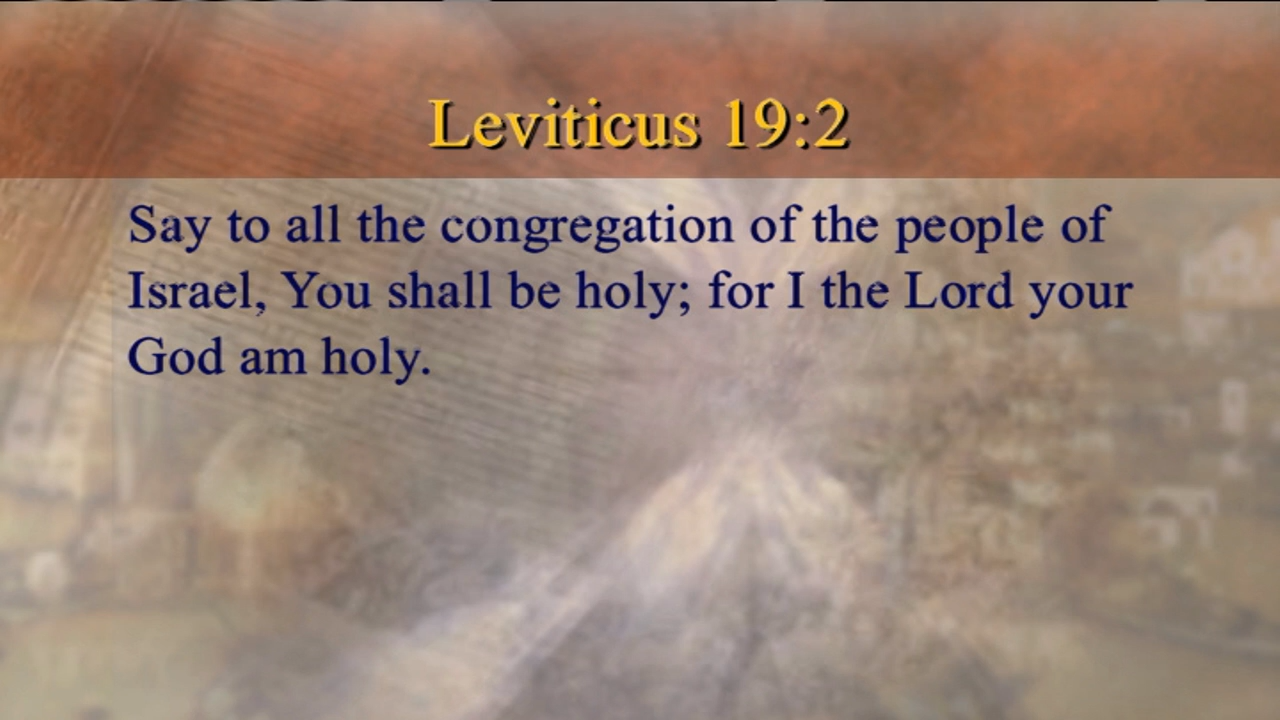 Leviticus 19:2
Say to all the congregation of the people of
Israel, You shall be holy; for I the Lord your
God am holy.